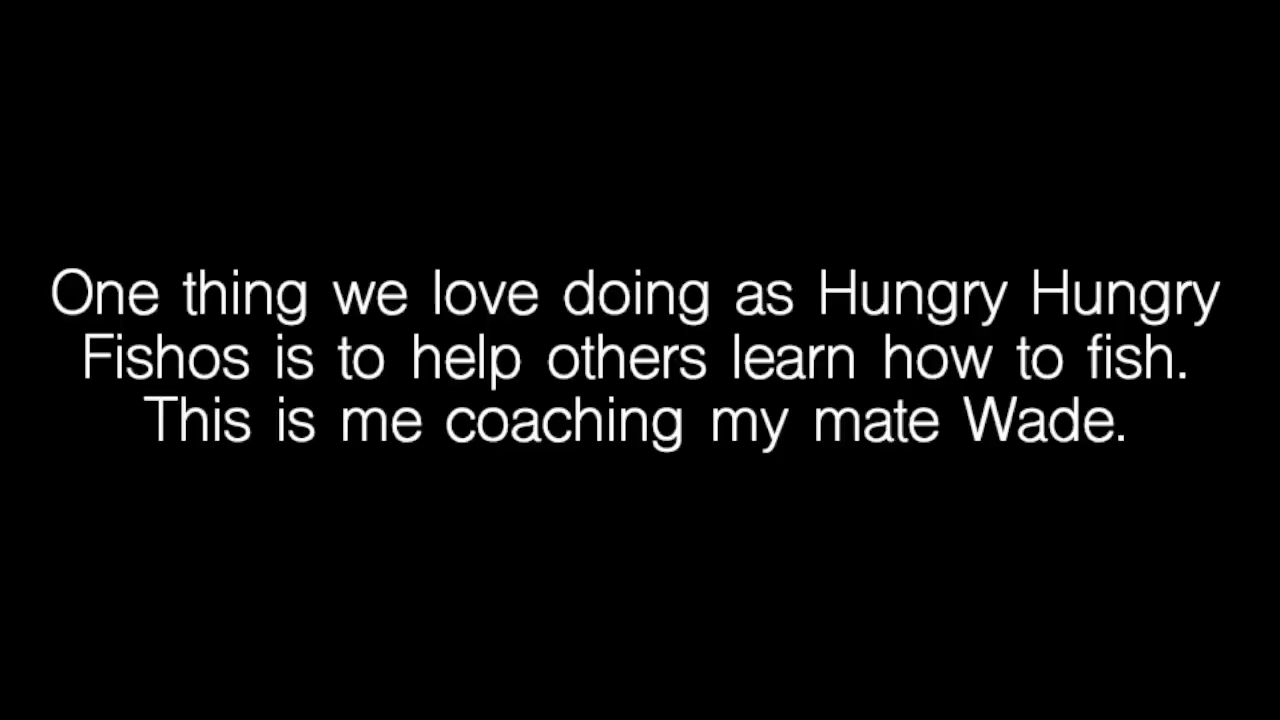 One thing we love doing as Hungry Hungry
Fishos is to help others learn how to fish.
This is me coaching my mate Wade.